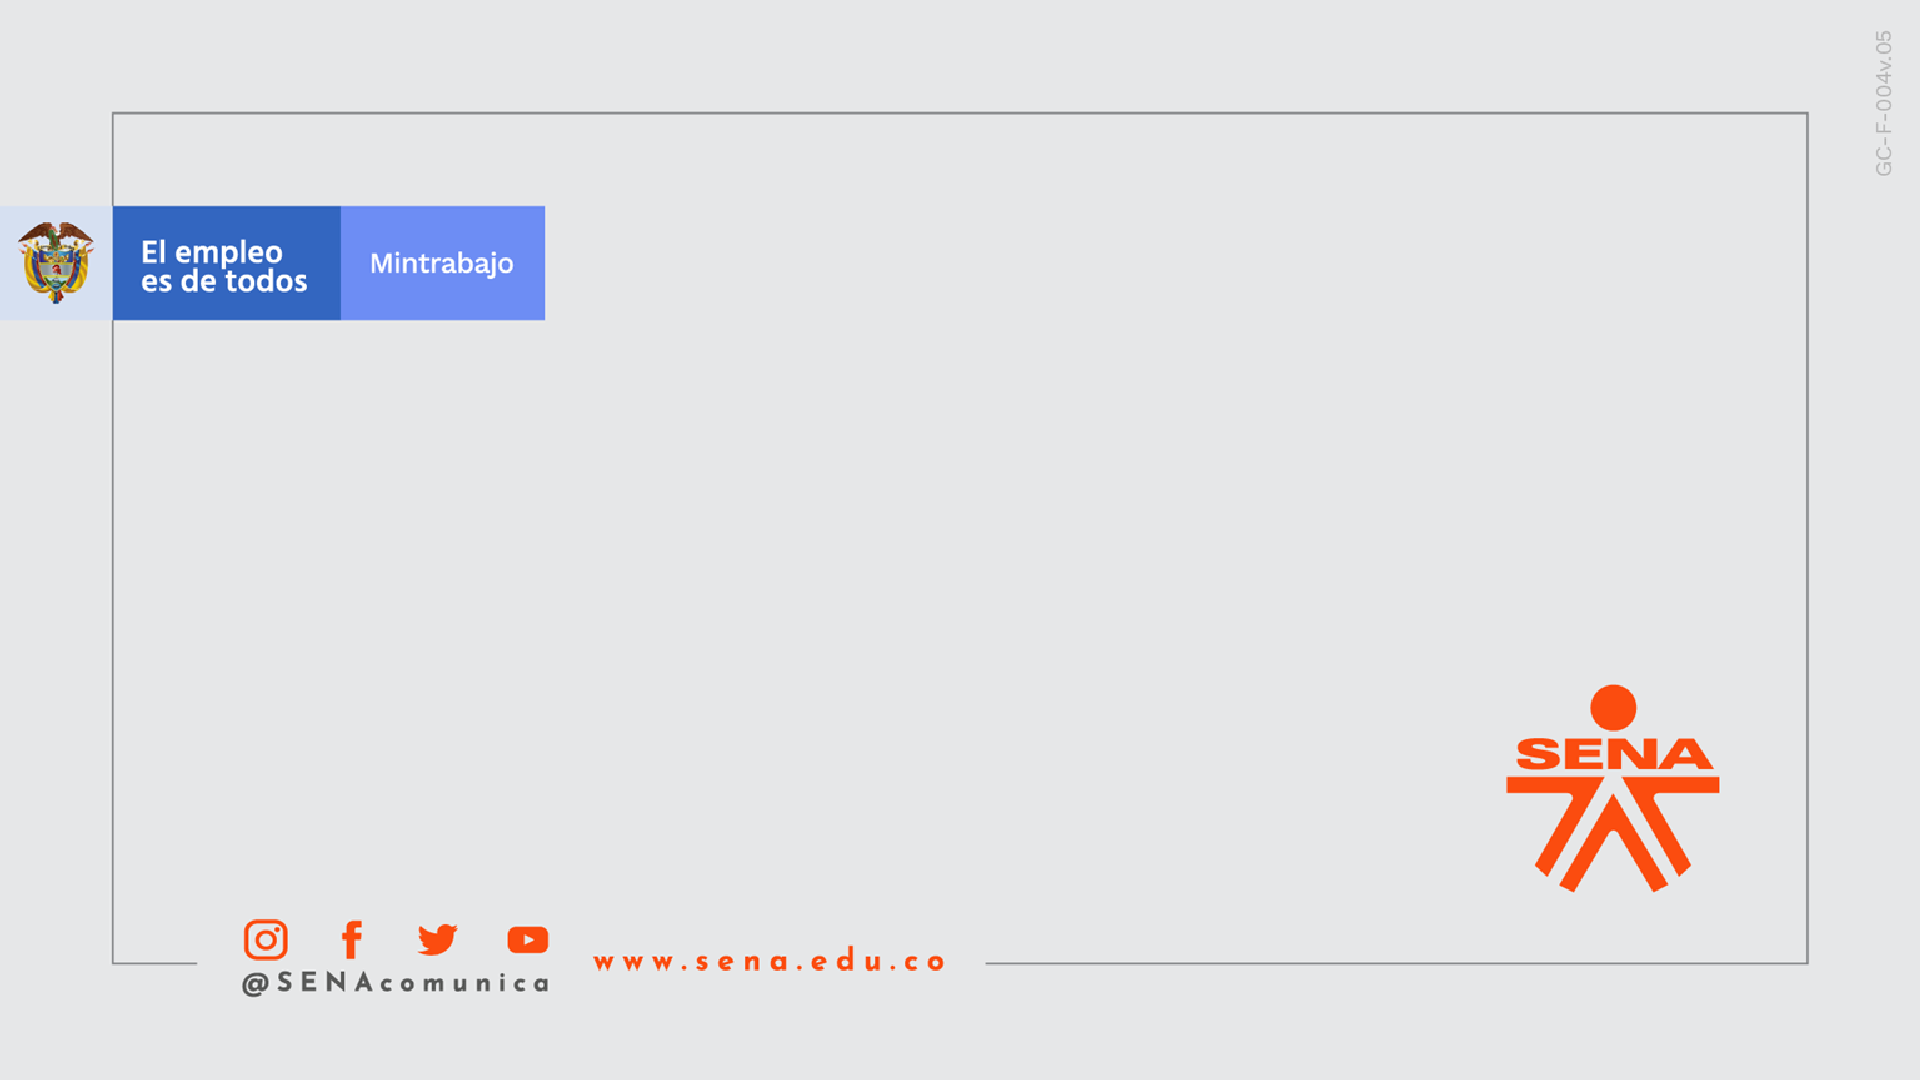 GC-F-004v.05
El empleo
es de todos
Mintrabajo
SENA
@SENAcomunica
www.sena.edu.co